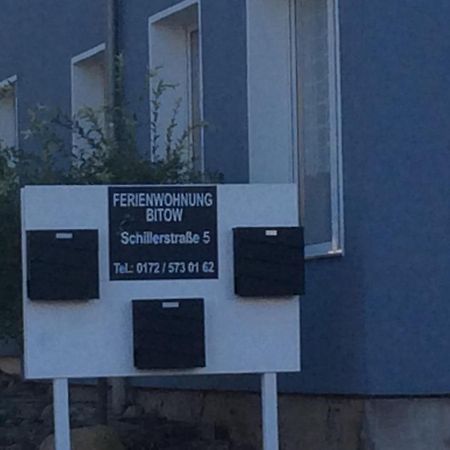 FERIENWOHNUNG
BITOW
Schillerstraße 5
Tel.: 0172 / 573 01 62